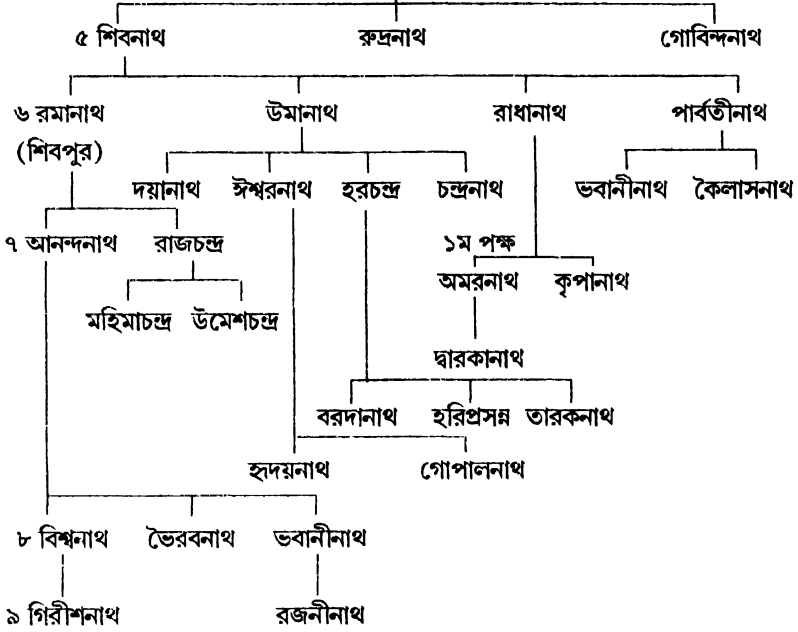 ৫ শিবনাথ রুদ্রনাথ গোবিন্দনাথ
৬ রমানাথ উমানাথ রাধানাথ পার্বতীনাথ
(শিবপুর)
দয়ানাথ ঈশ্বরনাথ হরচন্দ্র চন্দ্রনাথ ভবানীনাথ কৈলাসনাথ
৭ আনন্দনাথ রাজচন্দ্র ১ম পক্ষ
অমরনাথ কৃপানাথ
মহিমাচন্দ্র উমেশচন্দ্র
দ্বারকানাথ
বরদানাথ হরিপ্রসন্ন তারকনাথ
হৃদয়নাথ গোপালনাথ
৮ বিশ্বনাথ ভৈরবনাথ ভবানীনাথ
৯ গিরীশনাথ রজনীনাথ